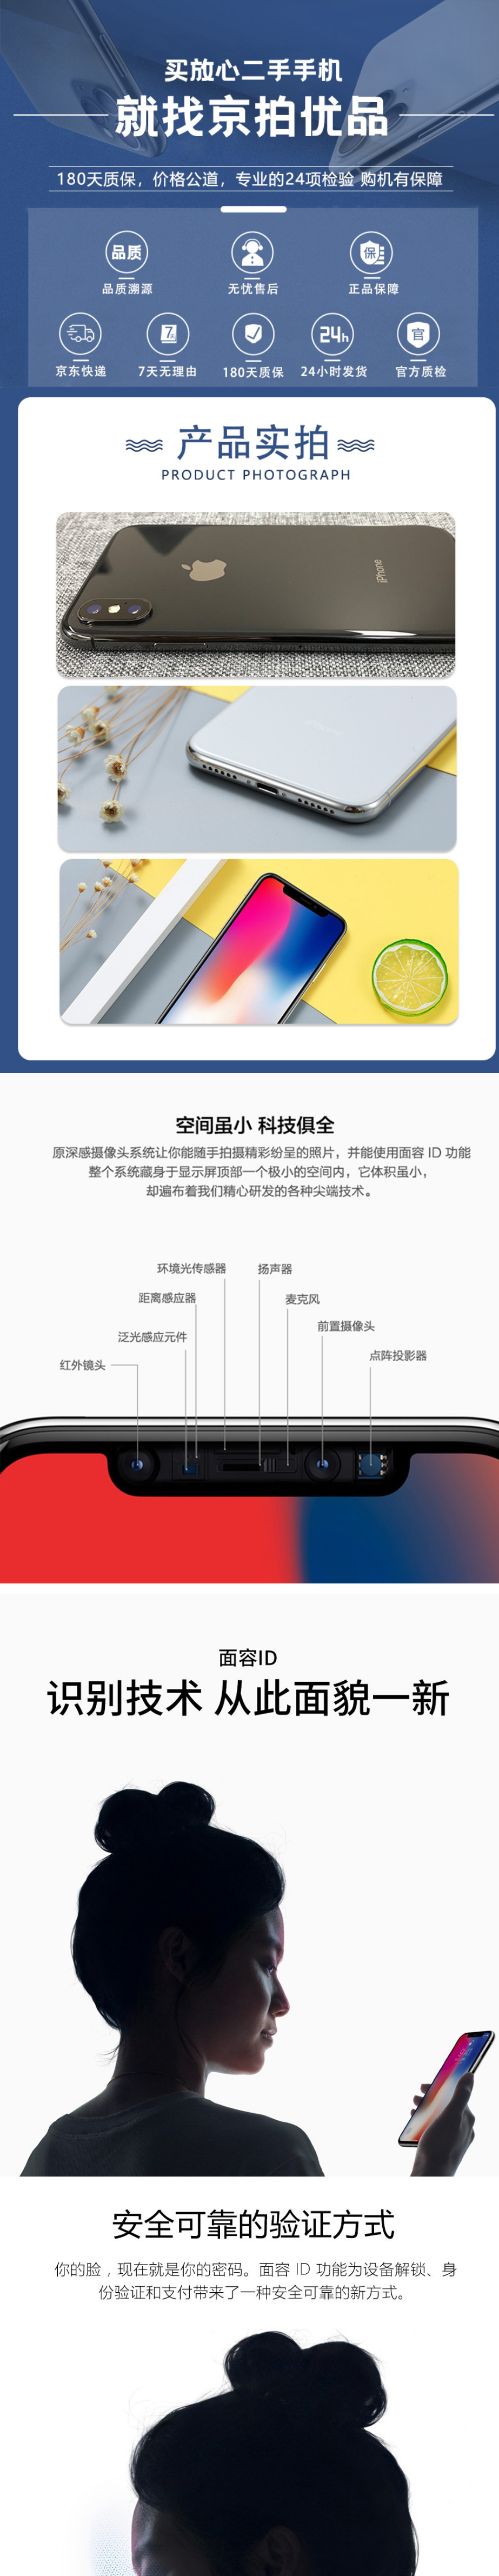 买放心二手手机
就找京拍优品
180天质保，价格公道，专业的24项检验 购机有保障
品质
保
品质溯源
无忧售后
正品保障
7天
24h
官
京东快递
7天无理由
180天质保
24小时发货
官方质检
产品实拍
PRODUCT PHOTOGRAPH
iPhone
空间虽小 科技俱全
原深感摄像头系统让你能随手拍摄精彩纷呈的照片，并能使用面容 ID 功能
整个系统藏身于显示屏顶部一个极小的空间内，它体积虽小，
却遍布着我们精心研发的各种尖端技术。
环境光传感器
扬声器
距离感应器
麦克风
前置摄像头
泛光感应元件
点阵投影器
红外镜头
面容ID
识别技术 从此面貌一新
安全可靠的验证方式
你的脸，现在就是你的密码。面容 ID 功能为设备解锁、身
份验证和支付带来了一种安全可靠的新方式。